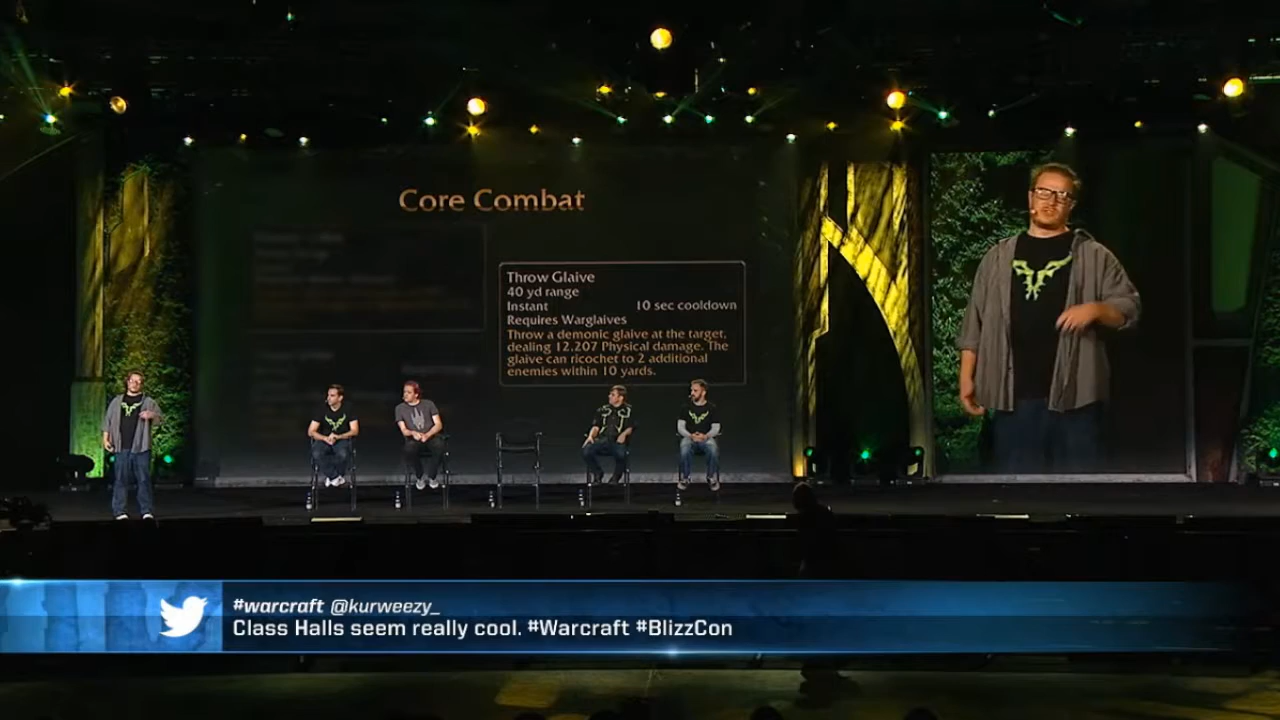 Core Combat
Throw Glaive
40 yd range
Instant 10 sec cooldown
Requires Warglaives
Throw a demonic glaive at the target,
dealing 12,207 Physical damage. The
glaive can ricochet to 2 additional
enemies within 10 yards.
#warcraft @kurweezy_
Class Halls seem really cool. #Warcraft #BlizzCon